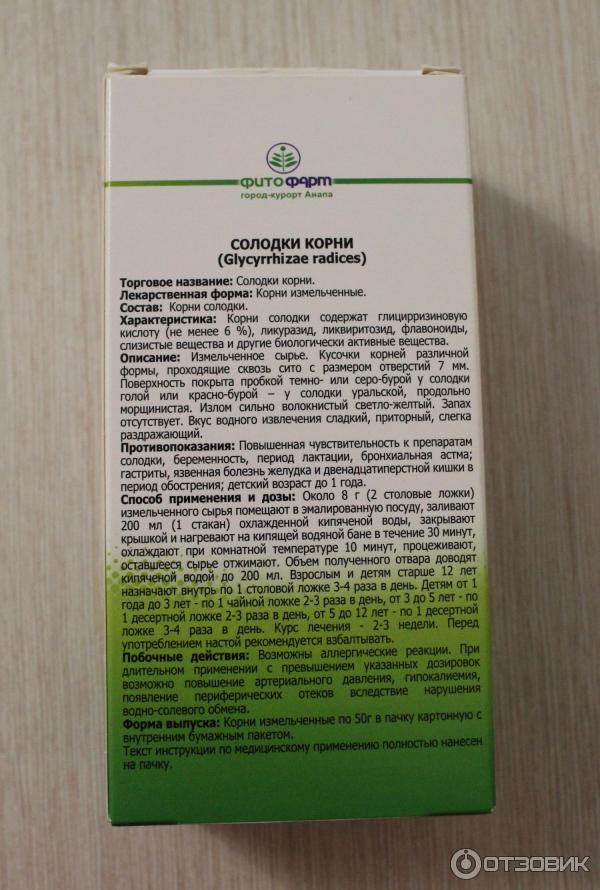 ФИТОФАРМ
город-курорт Анапа
СОЛОДКИ КОРНИ
(Glycyrrhizae radices)
Торговое название: Солодки корни.
Лекарственная форма: Корни измельченные.
Состав: Корни солодки.
Характеристика: Корни солодки содержат глицирризиновую
кислоту (не менее 6 %), ликуразид, ликвиритозид, флавоноиды,
слизистые вещества и другие биологически активные вещества.
Описание: Измельченное сырье. Кусочки корней различной
формы, проходящие сквозь сито с размером отверстий 7 мм.
Поверхность покрыта пробкой темно- или серо-бурой у солодки
голой или красно-бурой – у солодки уральской, продольно
морщинистая. Излом сильно волокнистый светло-желтый. Запах
отсутствует. Вкус водного извлечения сладкий, приторный, слегка
раздражающий.
Противопоказания: Повышенная чувствительность к препаратам
солодки, беременность, период лактации, бронхиальная астма;
гастриты, язвенная болезнь желудка и двенадцатиперстной кишки в
период обострения; детский возраст до 1 года.
Способ применения и дозы: Около 8 г (2 столовые ложки)
измельченного сырья помещают в эмалированную посуду, заливают
200 мл (1 стакан) охлажденной кипяченой воды, закрывают
крышкой и нагревают на кипящей водяной бане в течение 30 минут,
охлаждают при комнатной температуре 10 минут, процеживают,
оставшееся сырье отжимают. Объем полученного отвара доводят
кипяченой водой до 200 мл. Взрослым и детям старше 12 лет
назначают внутрь по 1 столовой ложке 3-4 раза в день. Детям от 1
года до 3 лет - по 1 чайной ложке 2-3 раза в день, от 3 до 5 лет - по
1 десертной ложке 2-3 раза в день, от 5 до 12 лет - по 1 десертной
ложке 3-4 раза в день. Курс лечения - 2-3 недели. Перед
употреблением настой рекомендуется взбалтывать.
Побочные действия: Возможны аллергические реакции. При
длительном применении с превышением указанных дозировок
возможно повышение артериального давления, гипокалиемия,
появление периферических отеков вследствие нарушения
водно-солевого обмена.
Форма выпуска: Корни измельченные по 50г в пачку картонную с
внутренним бумажным пакетом.
Текст инструкции по медицинскому применению полностью нанесен
на пачку.
ОТЗОВИК